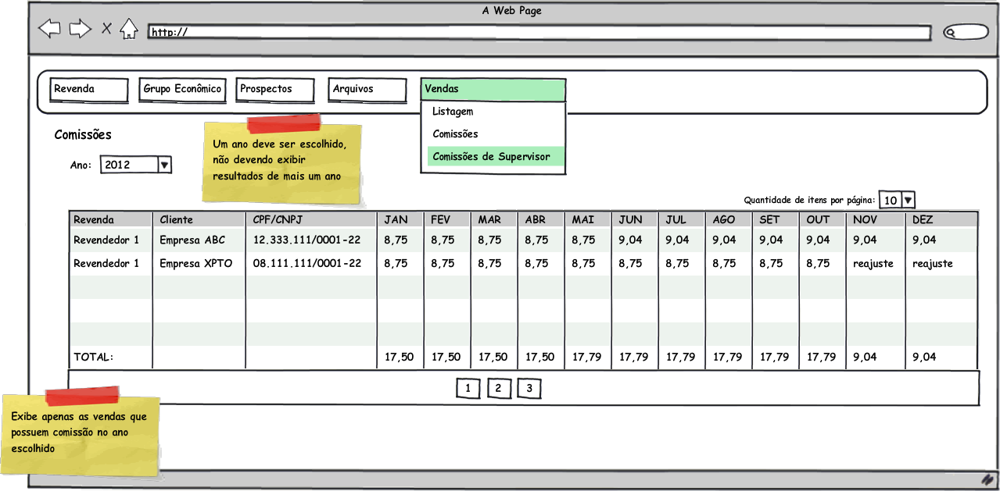 A Web Page
http://
Revenda Grupo Econômico Prospectos Arquivos Vendas
Listagem
Comissões
Comissões de Supervisor
Comissões
Ano: 2012
Um ano deve ser escolhido,
não devendo exibir
resultados de mais um ano
Quantidade de itens por página: 10
Revenda Cliente CPF/CNPJ JAN FEV MAR ABR MAI JUN JUL AGO SET OUT NOV DEZ
Revendedor 1 Empresa ABC 12.333.111/0001-22 8,75 8,75 8,75 8,75 8,75 9,04 9,04 9,04 9,04 9,04 9,04 9,04
Revendedor 1 Empresa XPTO 08.111.111/0001-22 8,75 8,75 8,75 8,75 8,75 8,75 8,75 8,75 8,75 8,75 reajuste reajuste
TOTAL: 17,50 17,50 17,50 17,50 17,79 17,79 17,79 17,79 17,79 17,79 9,04 9,04
1 2 3
Exibe apenas as vendas que
possuem comissão no ano
escolhido